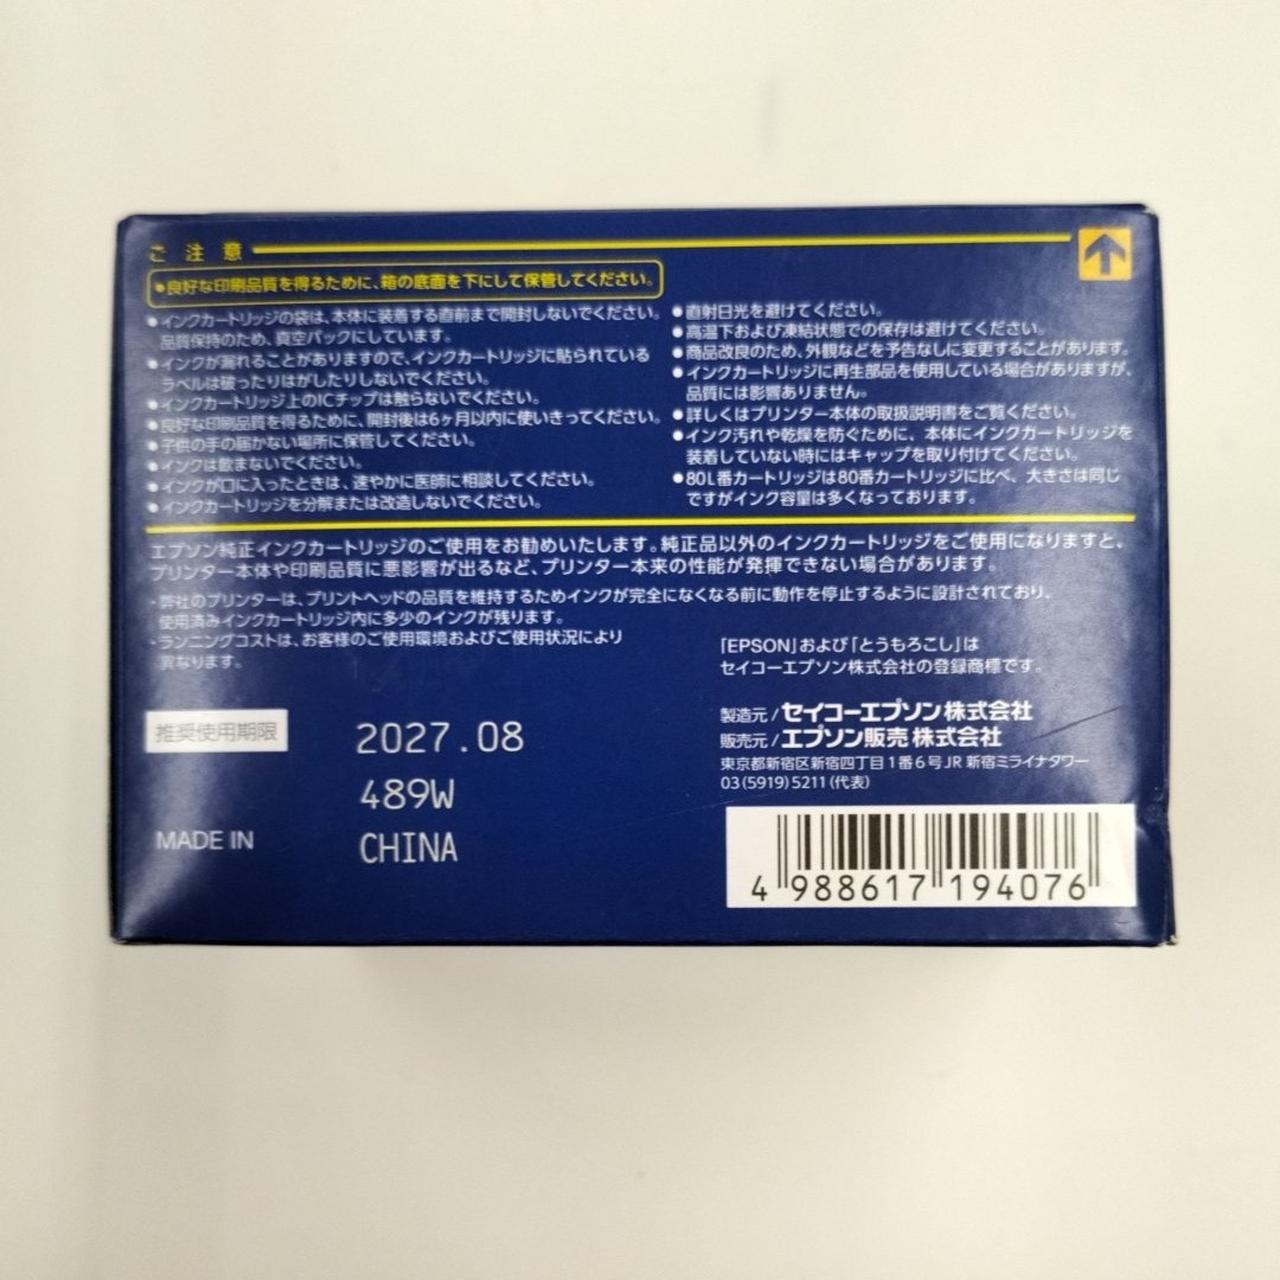 ご注意
●良好な印刷品質を得るために、箱の底面を下にして保管してください。
●インクカートリッジの袋は、本体に装着する直前まで開封しないでください。
品質保持のため、真空パックにしています。
●インクが漏れることがありますので、インクカートリッジに貼られている
ラベルは破ったりはがしたりしないでください。
●インクカートリッジ上のICチップは触らないでください。
●良好な印刷品質を得るために、開封後は6ヶ月以内に使いきってください。
●子供の手の届かない場所に保管してください。
●インクは飲まないでください。
●インクが口に入ったときは、速やかに医師に相談してください。
●インクカートリッジを分解または改造しないでください。
●直射日光を避けてください。
●高温下および凍結状態での保存は避けてください。
●商品改良のため、外観などを予告なしに変更することがあります。
●インクカートリッジに再生部品を使用している場合がありますが、
品質には影響ありません。
●詳しくはプリンター本体の取扱説明書をご覧ください。
●インク汚れや乾燥を防ぐために、本体にインクカートリッジを
装着していない時にはキャップを取り付けてください。
●80L番カートリッジは80番カートリッジに比べ、大きさは同じ
ですがインク容量は多くなっております。
エプソン純正インクカートリッジのご使用をお勧めいたします。純正品以外のインクカートリッジをご使用になりますと、
プリンター本体や印刷品質に悪影響が出るなど、プリンター本来の性能が発揮できない場合があります。
・弊社のプリンターは、プリントヘッドの品質を維持するためインクが完全になくなる前に動作を停止するように設計されており、
使用済みインクカートリッジ内に多少のインクが残ります。
・ランニングコストは、お客様のご使用環境およびご使用状況により
異なります。
「EPSON」および「とうもろこし」は
セイコーエプソン株式会社の登録商標です。
製造元/セイコーエプソン株式会社
販売元/エプソン販売株式会社
東京都新宿区新宿四丁目1番6号JR新宿ミライナタワー
03(5919)5211(代表)
推奨使用期限
2027.08
489W
MADE IN CHINA
4 988617 194076